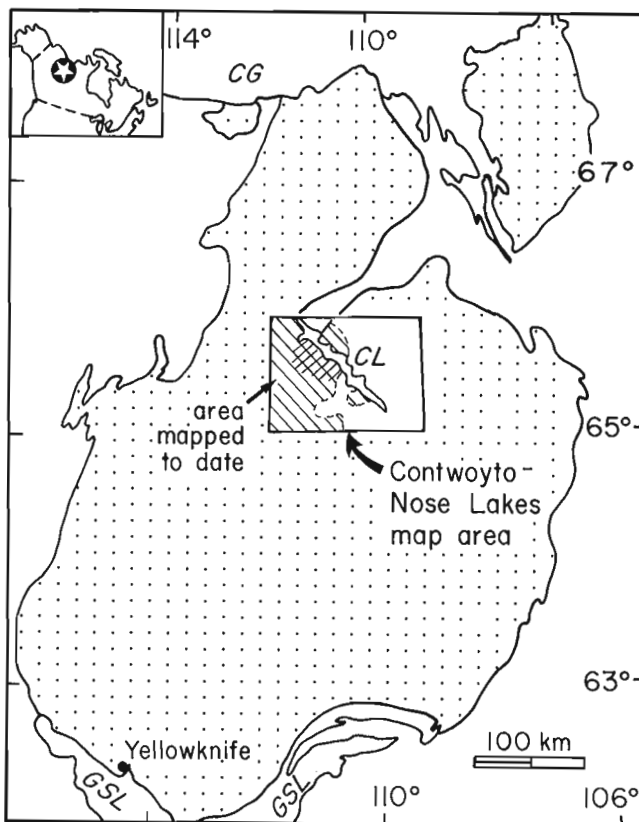 114°
110°
CG
67°
CL
area
mapped
to date
65°
Contwoyto-
Nose Lakes
map area
63°
Yellowknife
100 km
GSL
GSL
110°
106°